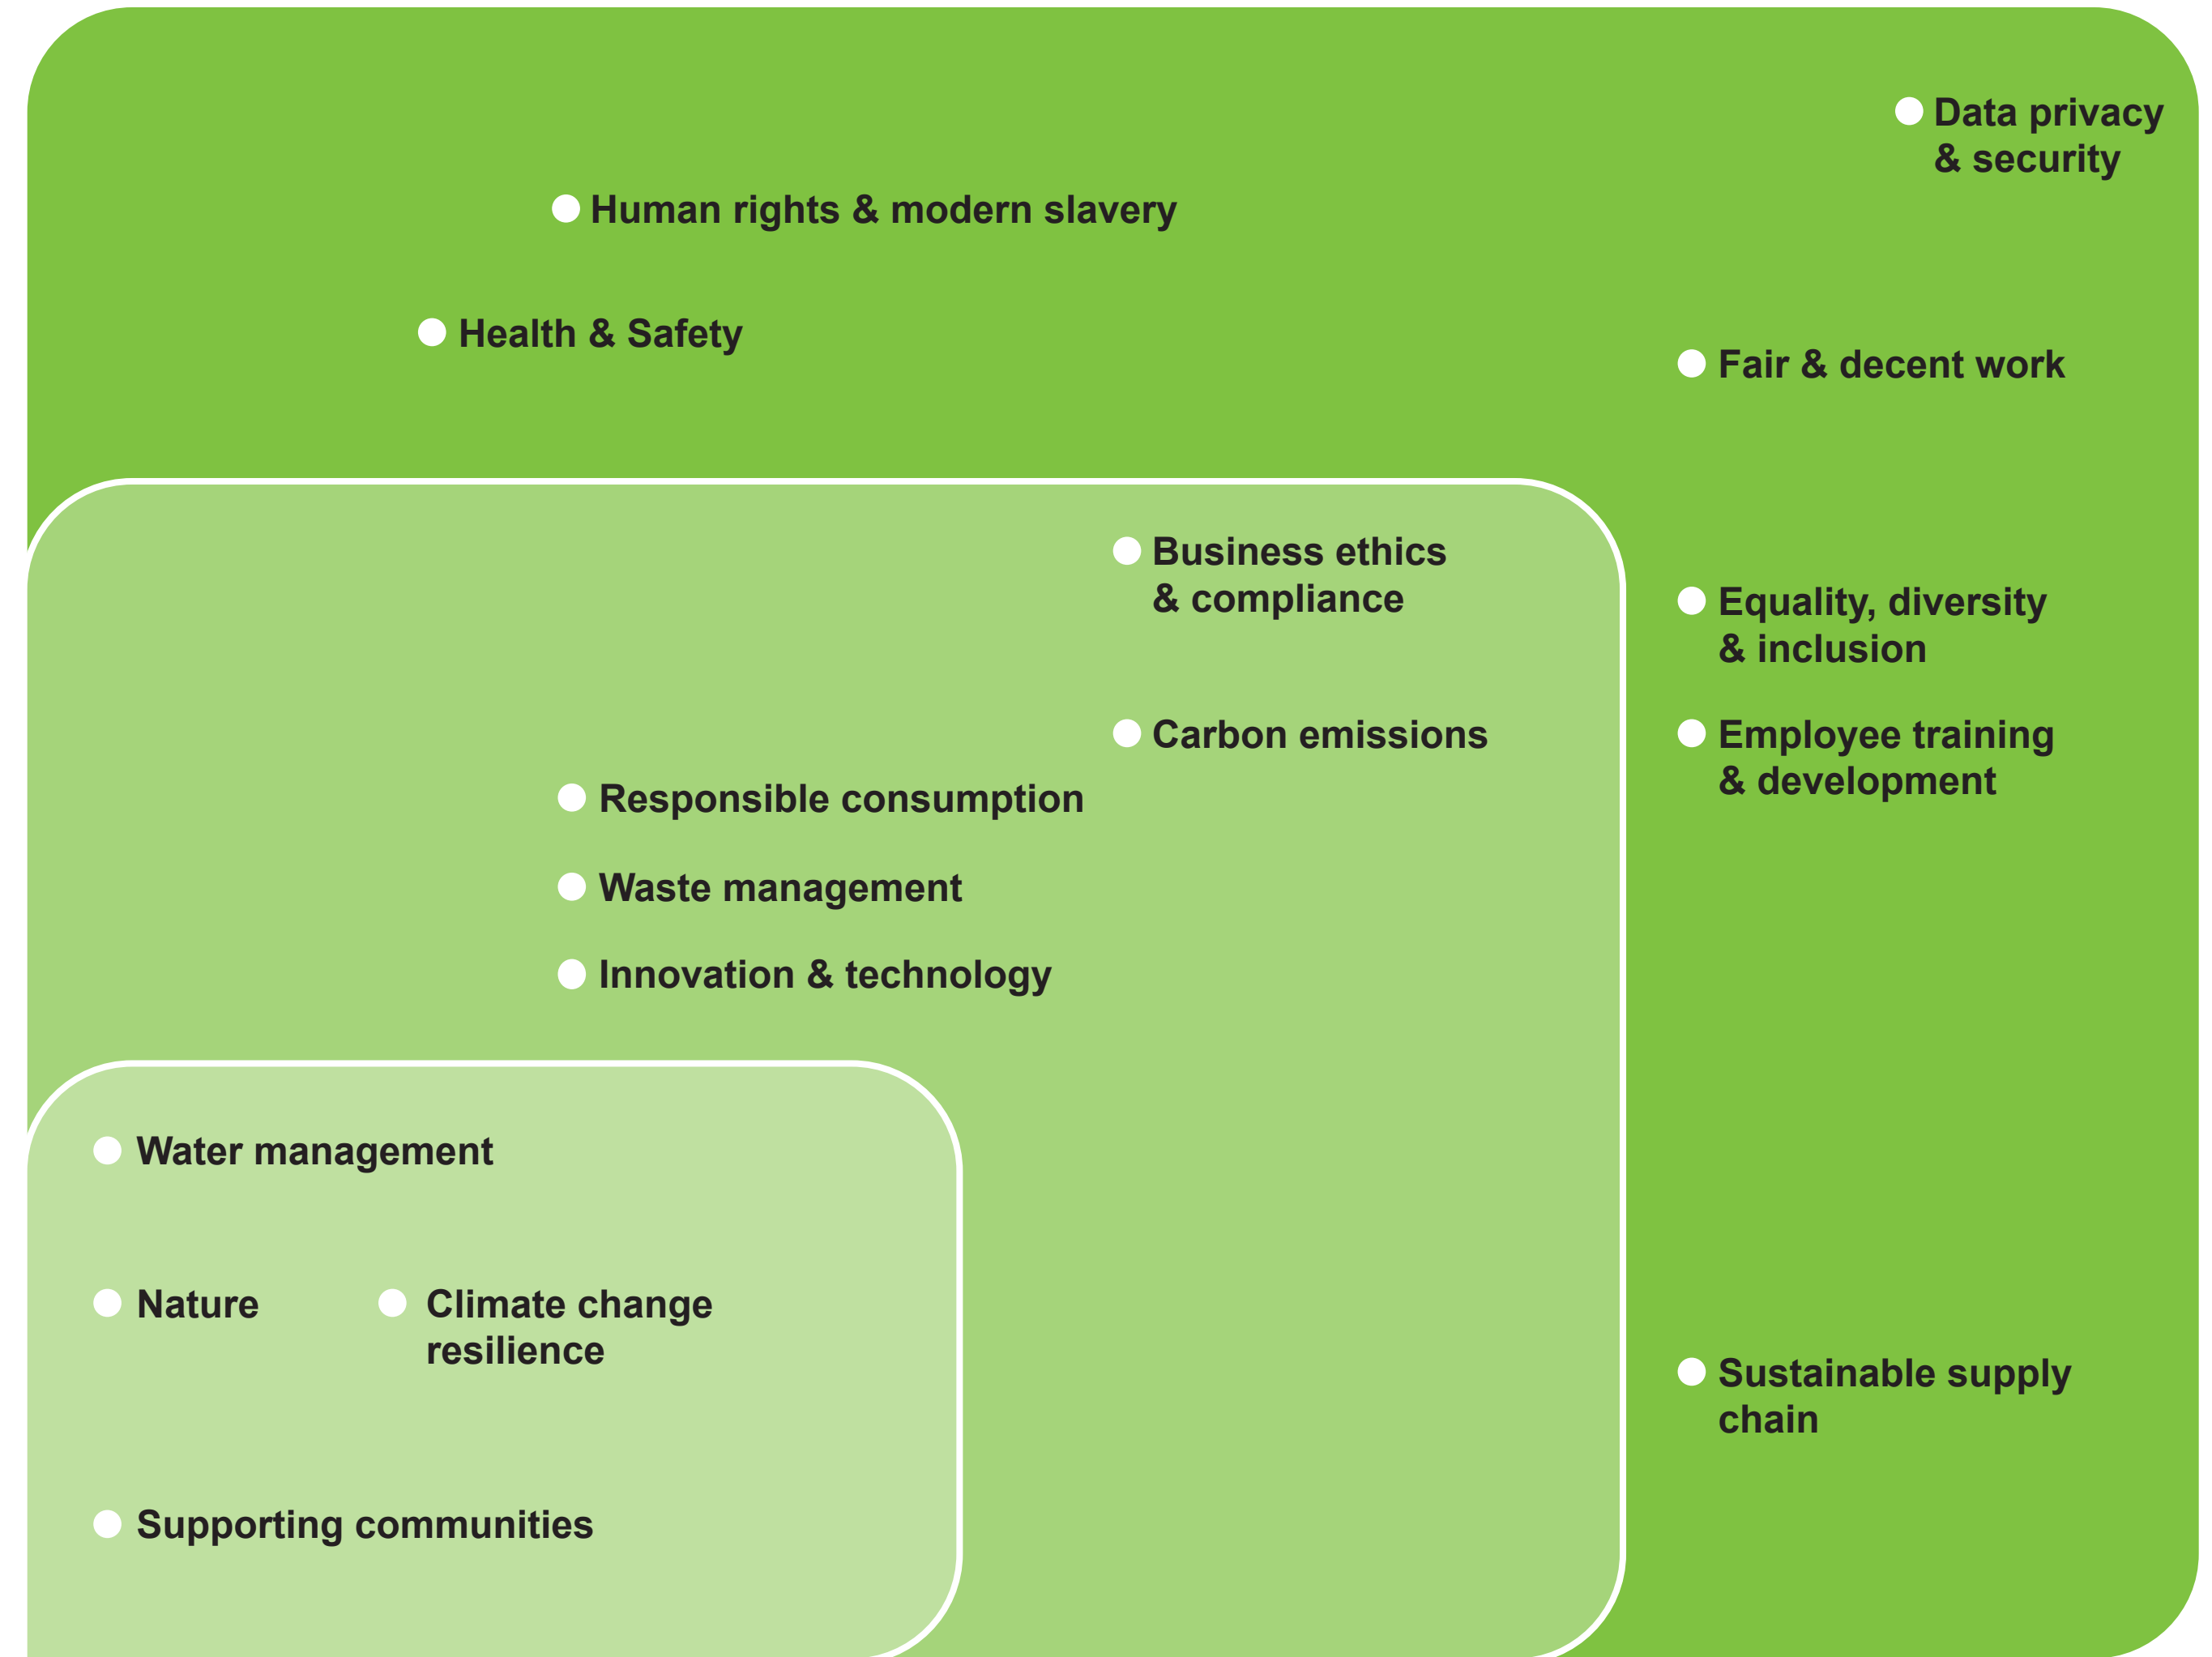 Data privacy
& security
Human rights & modern slavery
Health & Safety
Fair & decent work
Business ethics
& compliance
Equality, diversity
& inclusion
Carbon emissions
Employee training
& development
Responsible consumption
Waste management
Innovation & technology
Water management
Nature
Climate change
resilience
Sustainable supply
chain
Supporting communities